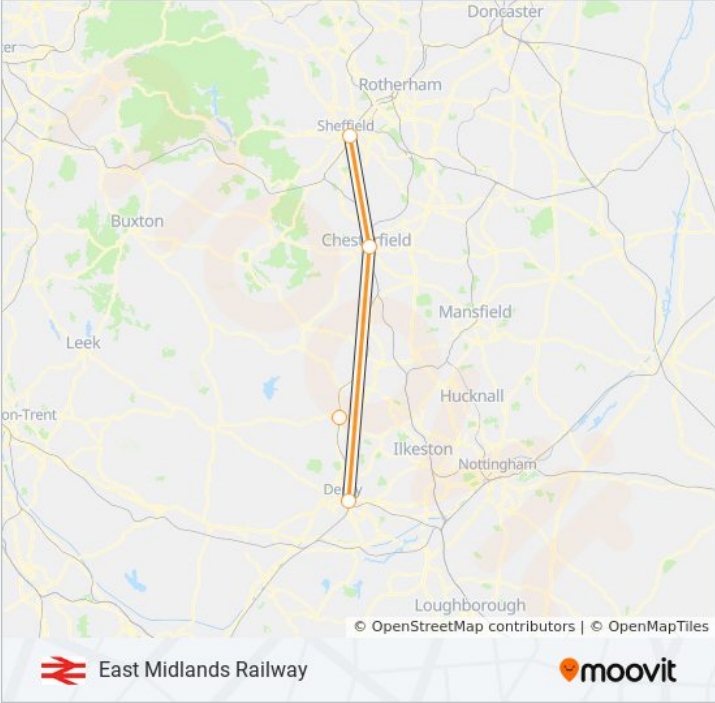 Doncaster
ter
Rotherham
Sheffield
Buxton
Chesterfield
Mansfield
Leek
Hucknall
on-Trent
Ilkeston
Nottingham
Derby
Loughborough
© OpenStreetMap contributors | © OpenMapTiles
East Midlands Railway
moovit